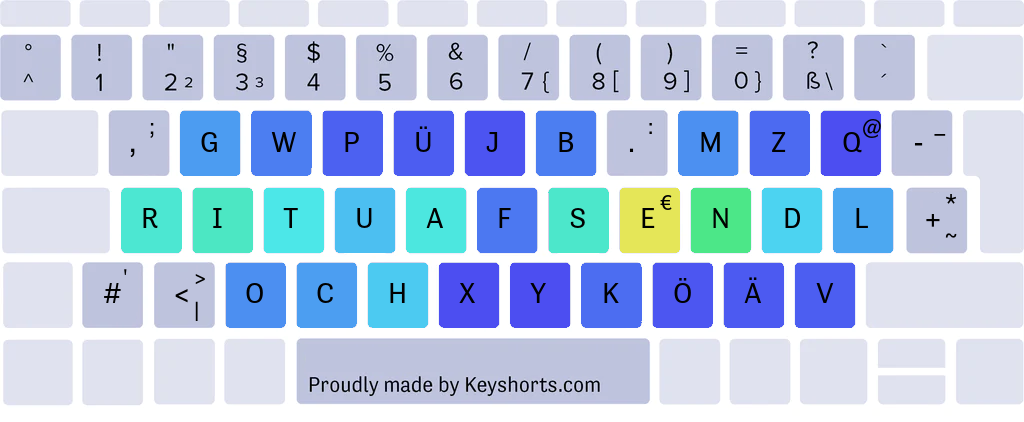 ° ! " § $ % & / ( ) = ? `
^ 1 2 2 3 3 4 5 6 7 { 8 [ 9 ] 0 } ß \ ´
, ; G W P Ü J B . : M Z Q @ - –
R I T U A F S E € N D L + * ~
# ' < > | O C H X Y K Ö Ä V
Proudly made by Keyshorts.com